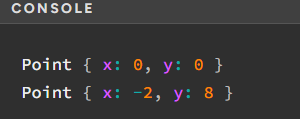 CONSOLE
Point { x: 0, y: 0 }
Point { x: -2, y: 8 }